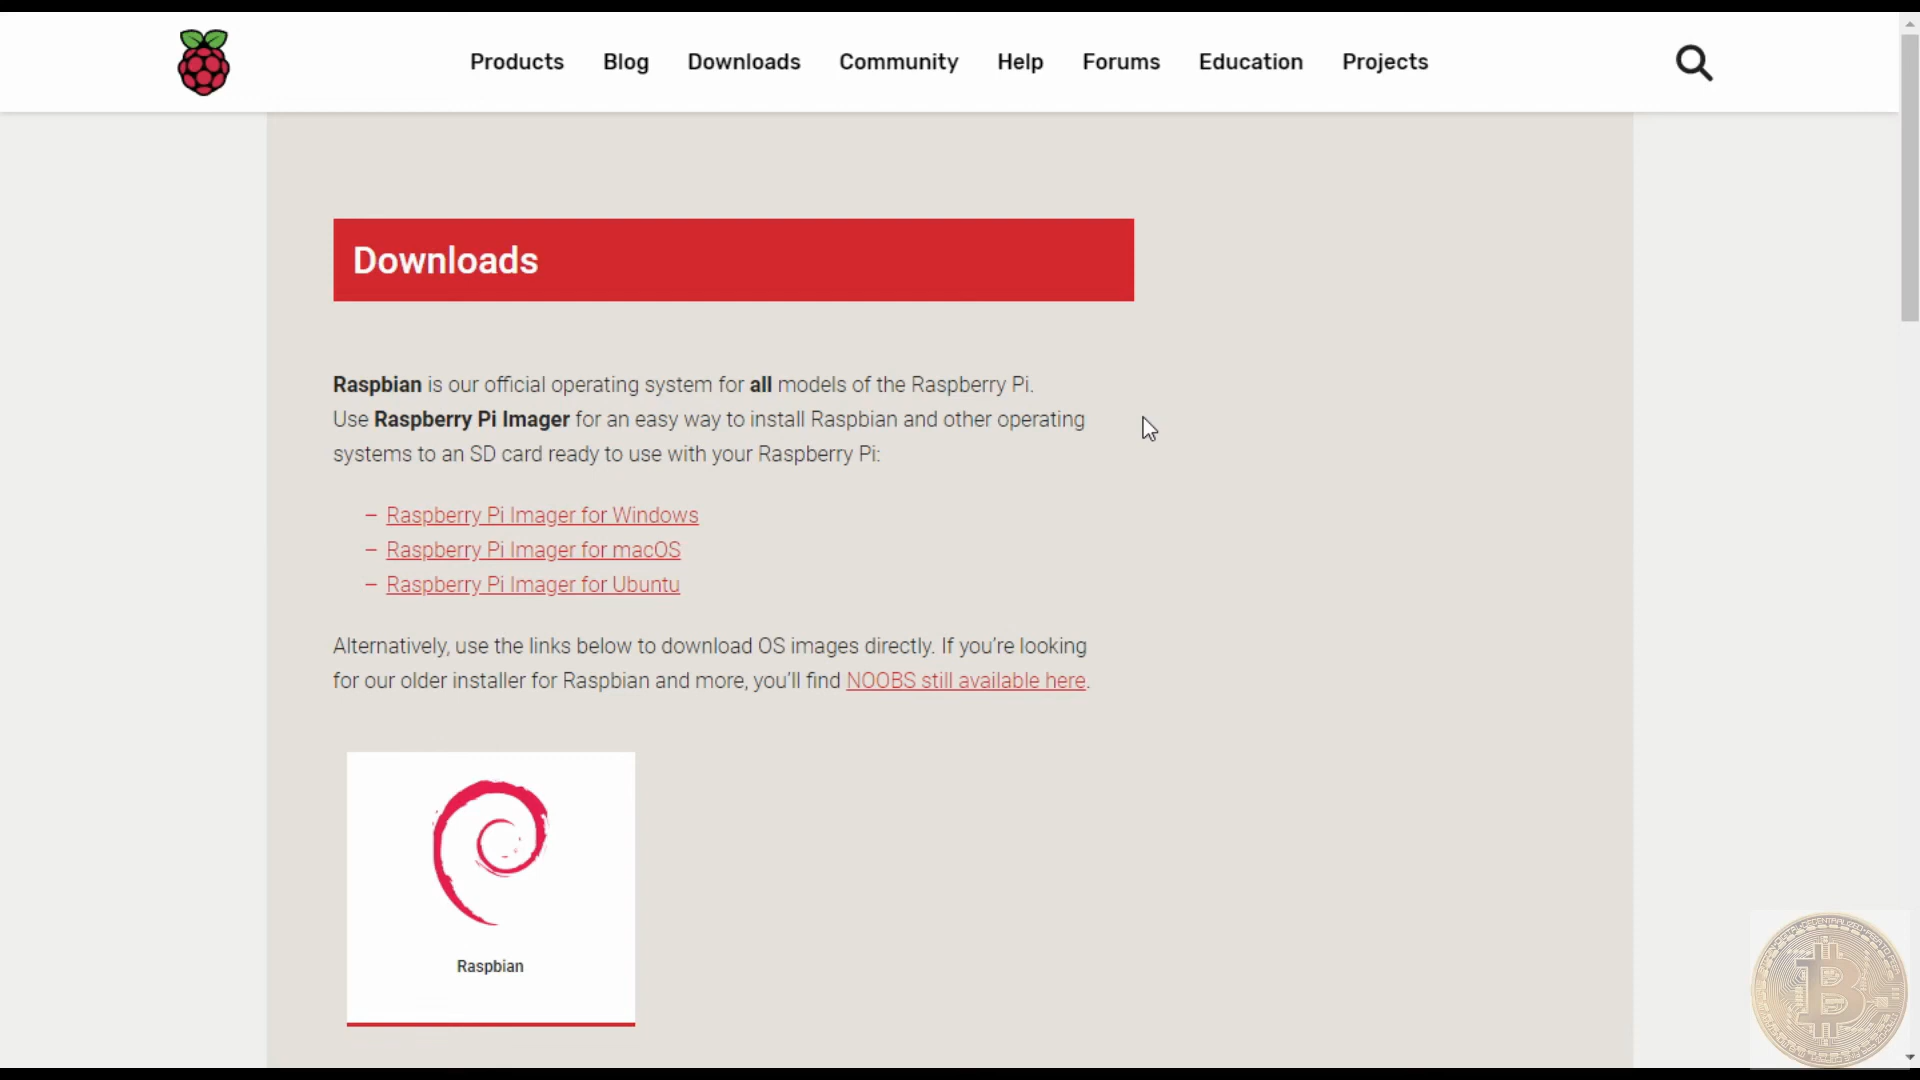 Products Blog Downloads Community Help Forums Education Projects
Downloads
Raspbian is our official operating system for all models of the Raspberry Pi.
Use Raspberry Pi Imager for an easy way to install Raspbian and other operating
systems to an SD card ready to use with your Raspberry Pi:
– Raspberry Pi Imager for Windows
– Raspberry Pi Imager for macOS
– Raspberry Pi Imager for Ubuntu
Alternatively, use the links below to download OS images directly. If you’re looking
for our older installer for Raspbian and more, you’ll find NOOBS still available here.
Raspbian